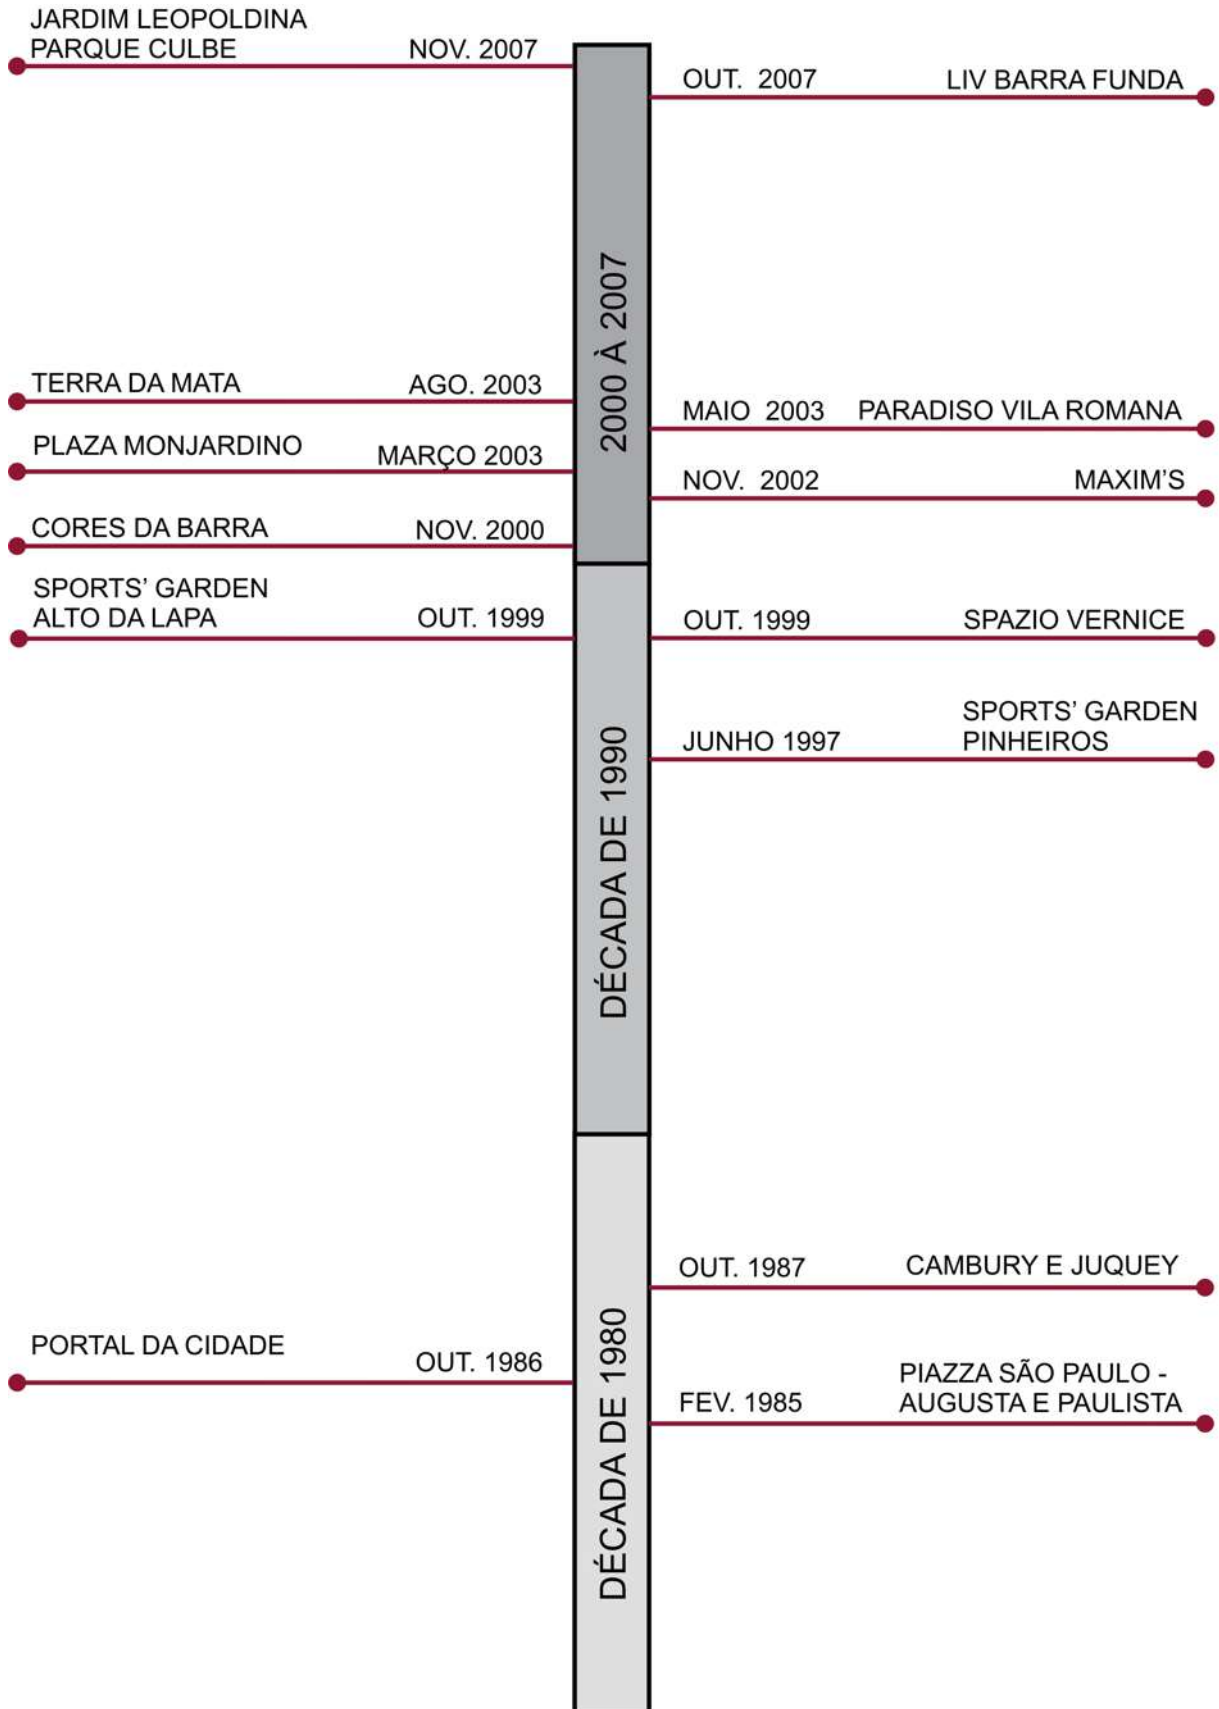 JARDIM LEOPOLDINA
PARQUE CULBE
NOV. 2007
OUT. 2007
LIV BARRA FUNDA
2000 À 2007
TERRA DA MATA
AGO. 2003
MAIO 2003
PARADISO VILA ROMANA
PLAZA MONJARDINO
MARÇO 2003
NOV. 2002
MAXIM'S
CORES DA BARRA
NOV. 2000
SPORTS' GARDEN
ALTO DA LAPA
OUT. 1999
OUT. 1999
SPAZIO VERNICE
SPORTS' GARDEN
PINHEIROS
JUNHO 1997
DÉCADA DE 1990
OUT. 1987
CAMBURY E JUQUEY
PORTAL DA CIDADE
OUT. 1986
PIAZZA SÃO PAULO -
AUGUSTA E PAULISTA
FEV. 1985
DÉCADA DE 1980